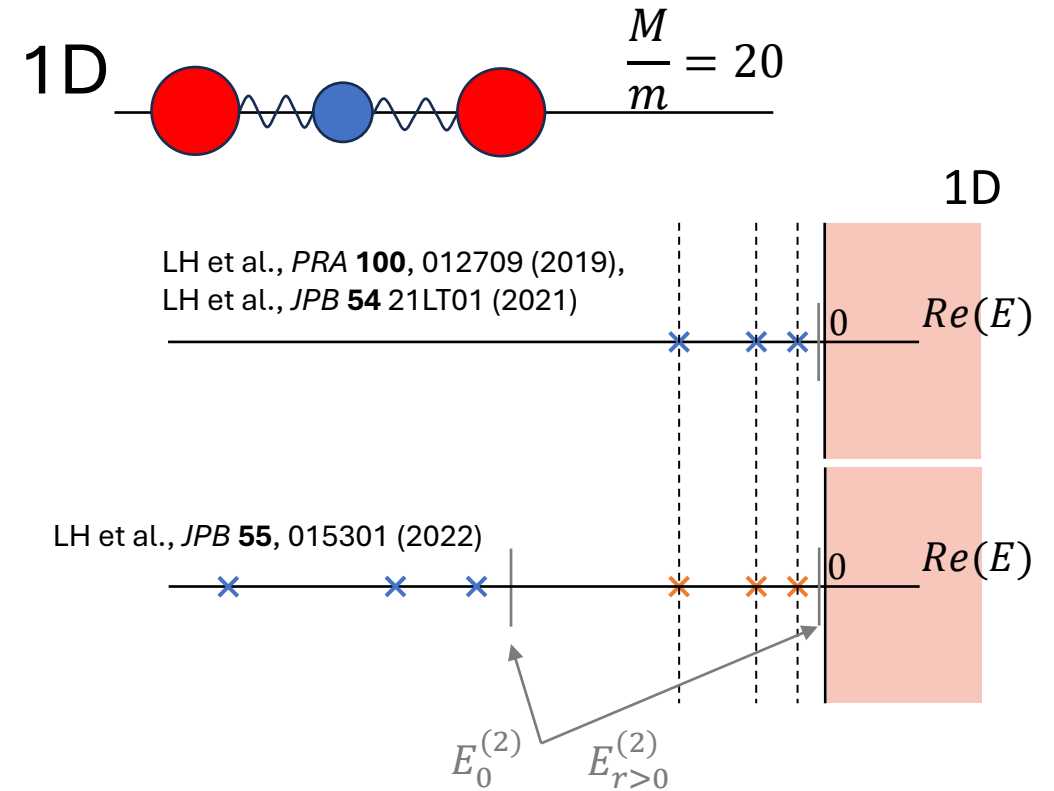 1D
M/m = 20
1D
LH et al., PRA 100, 012709 (2019),
LH et al., JPB 54 21LT01 (2021)
0
Re(E)
LH et al., JPB 55, 015301 (2022)
0
Re(E)
E_0^{(2)}
E_{r>0}^{(2)}